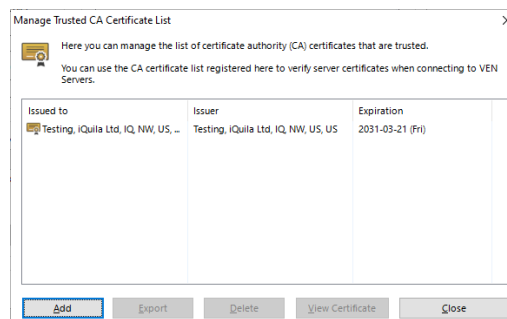 Manage Trusted CA Certificate List
Here you can manage the list of certificate authority (CA) certificates that are trusted.
You can use the CA certificate list registered here to verify server certificates when connecting to VEN
Servers.
Issued to Issuer Expiration
Testing, iQuila Ltd, IQ, NW, US, ... Testing, iQuila Ltd, IQ, NW, US, US 2031-03-21 (Fri)
Add Export Delete View Certificate Close